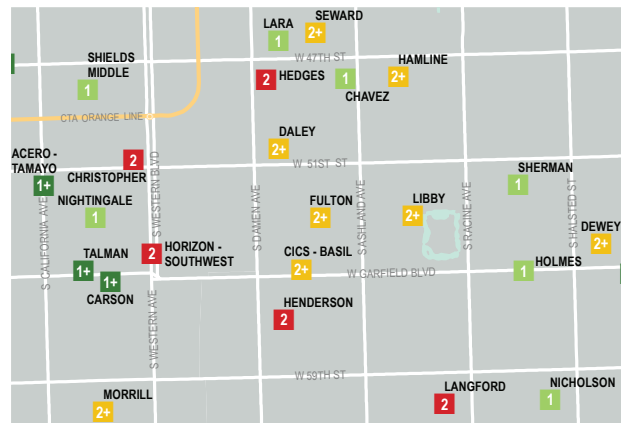 LARA
1
SEWARD
2+
W 47TH ST
SHIELDS
MIDDLE
1
2
HEDGES
1
CHAVEZ
HAMLINE
2+
CTA ORANGE LINE
DALEY
2+
ACERO -
TAMAYO
1+
2
CHRISTOPHER
W 51ST ST
SHERMAN
1
NIGHTINGALE
1
S CALIFORNIA AVE
S WESTERN BLVD
S DAMEN AVE
FULTON
2+
S ASHLAND AVE
LIBBY
2+
S RACINE AVE
S HALSTED ST
DEWEY
2+
TALMAN
1+
1+
CARSON
2
HORIZON -
SOUTHWEST
CICS - BASIL
2+
W GARFIELD BLVD
1
HOLMES
S WESTERN AVE
HENDERSON
2
W 59TH ST
MORRILL
2+
LANGFORD
2
NICHOLSON
1